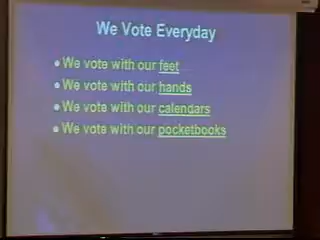 We Vote Everyday
• We vote with our feet
• We vote with our hands
• We vote with our calendars
• We vote with our pocketbooks